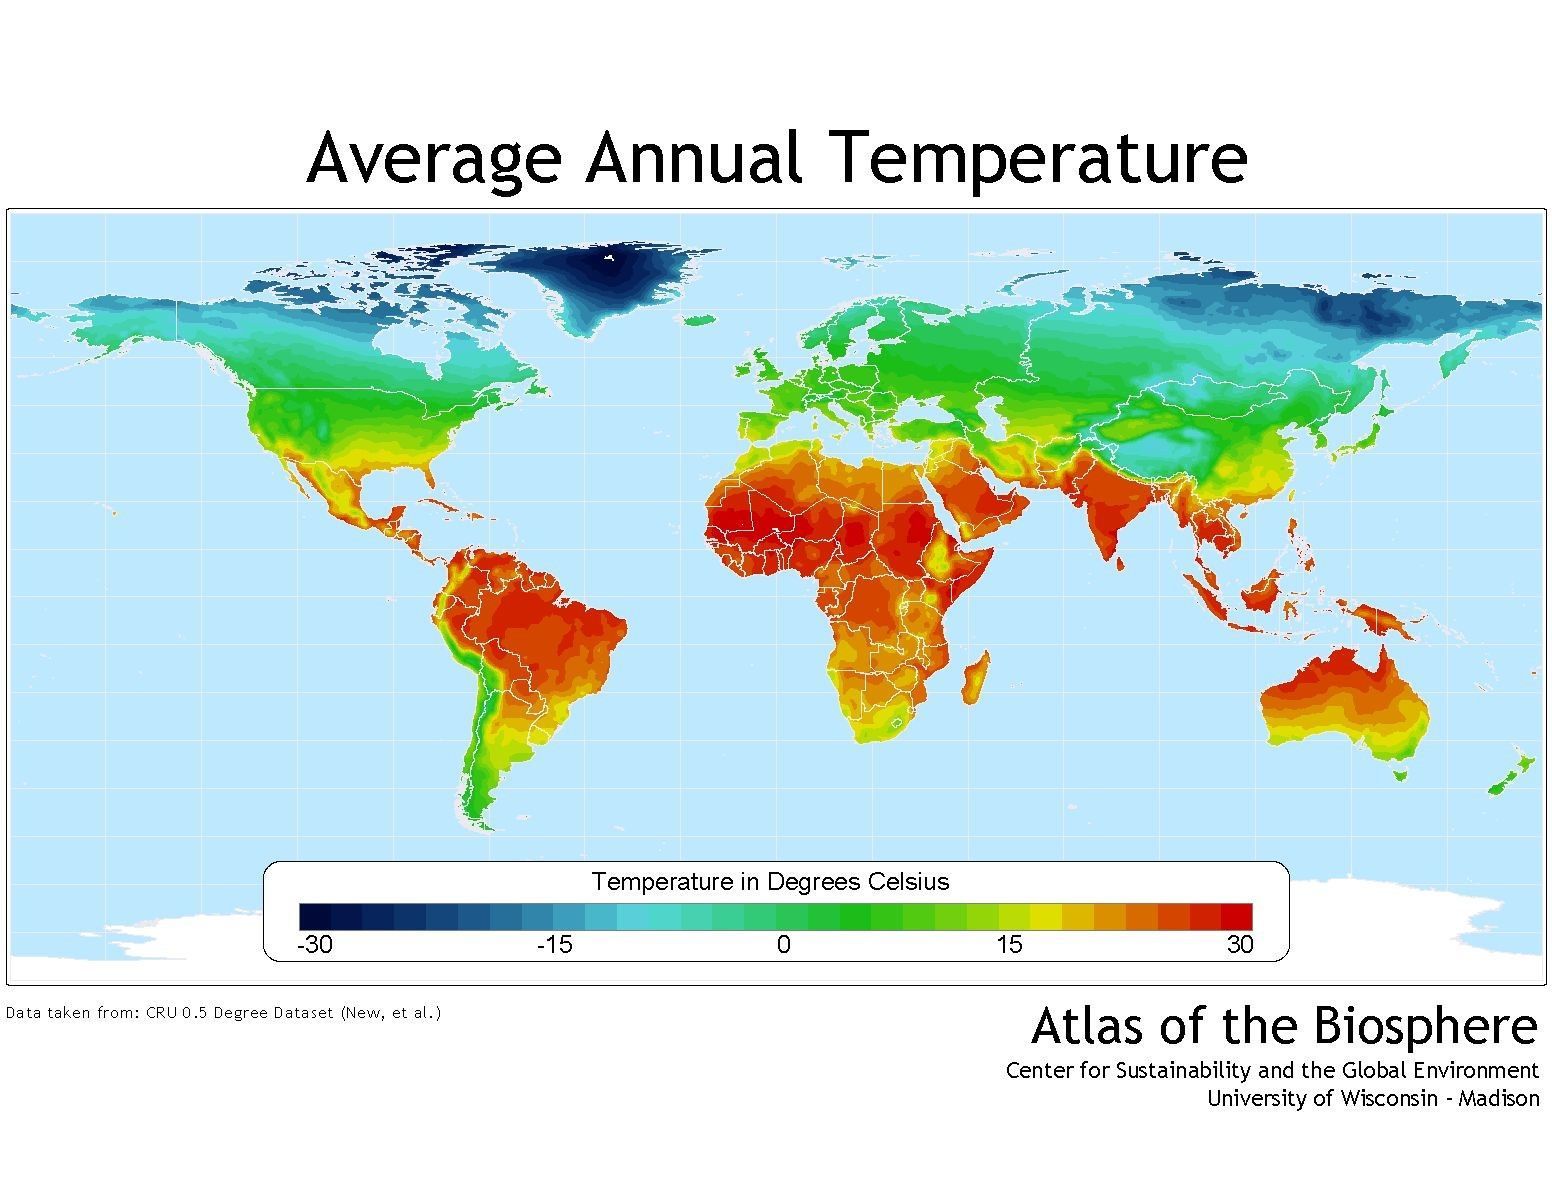 Average Annual Temperature
Temperature in Degrees Celsius
-30 -15 0 15 30
Data taken from: CRU 0.5 Degree Dataset (New, et al.)
Atlas of the Biosphere
Center for Sustainability and the Global Environment
University of Wisconsin - Madison